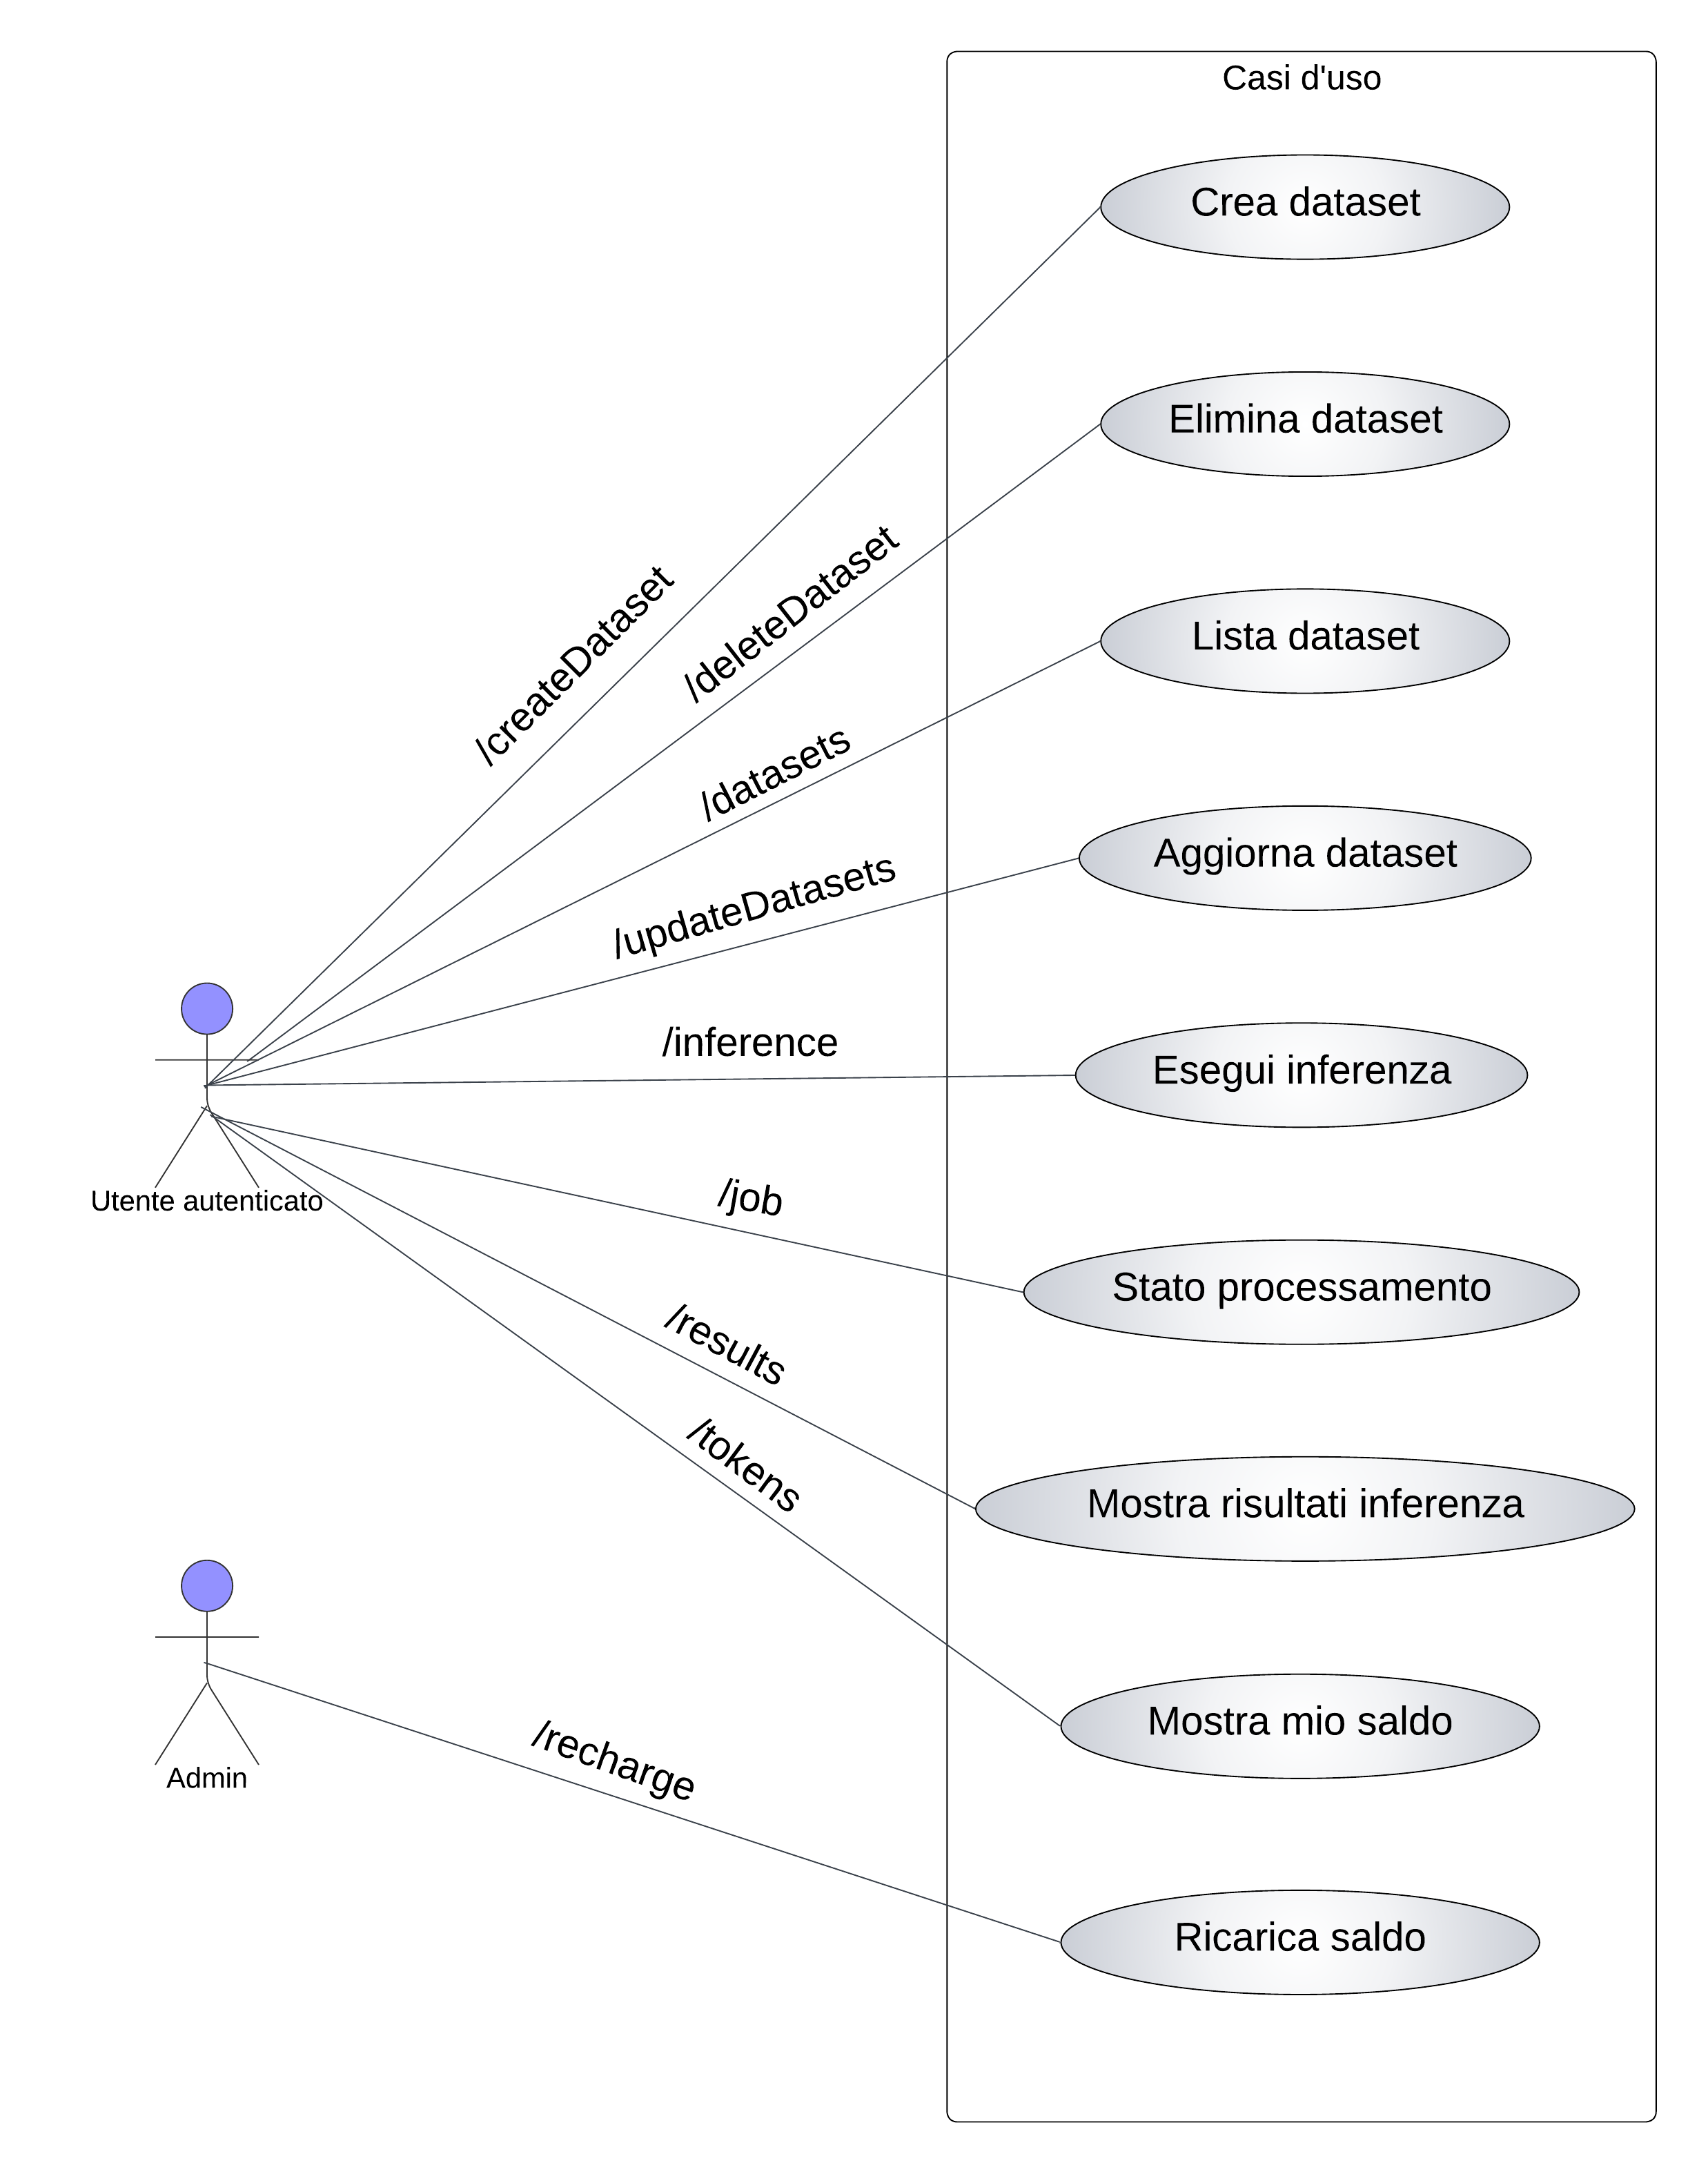 Casi d'uso
Crea dataset
Elimina dataset
/createDataset
/deleteDataset
Lista dataset
/datasets
Aggiorna dataset
/updateDatasets
/inference
Esegui inferenza
Utente autenticato
/job
Stato processamento
/results
/tokens
Mostra risultati inferenza
Admin
/recharge
Mostra mio saldo
Ricarica saldo